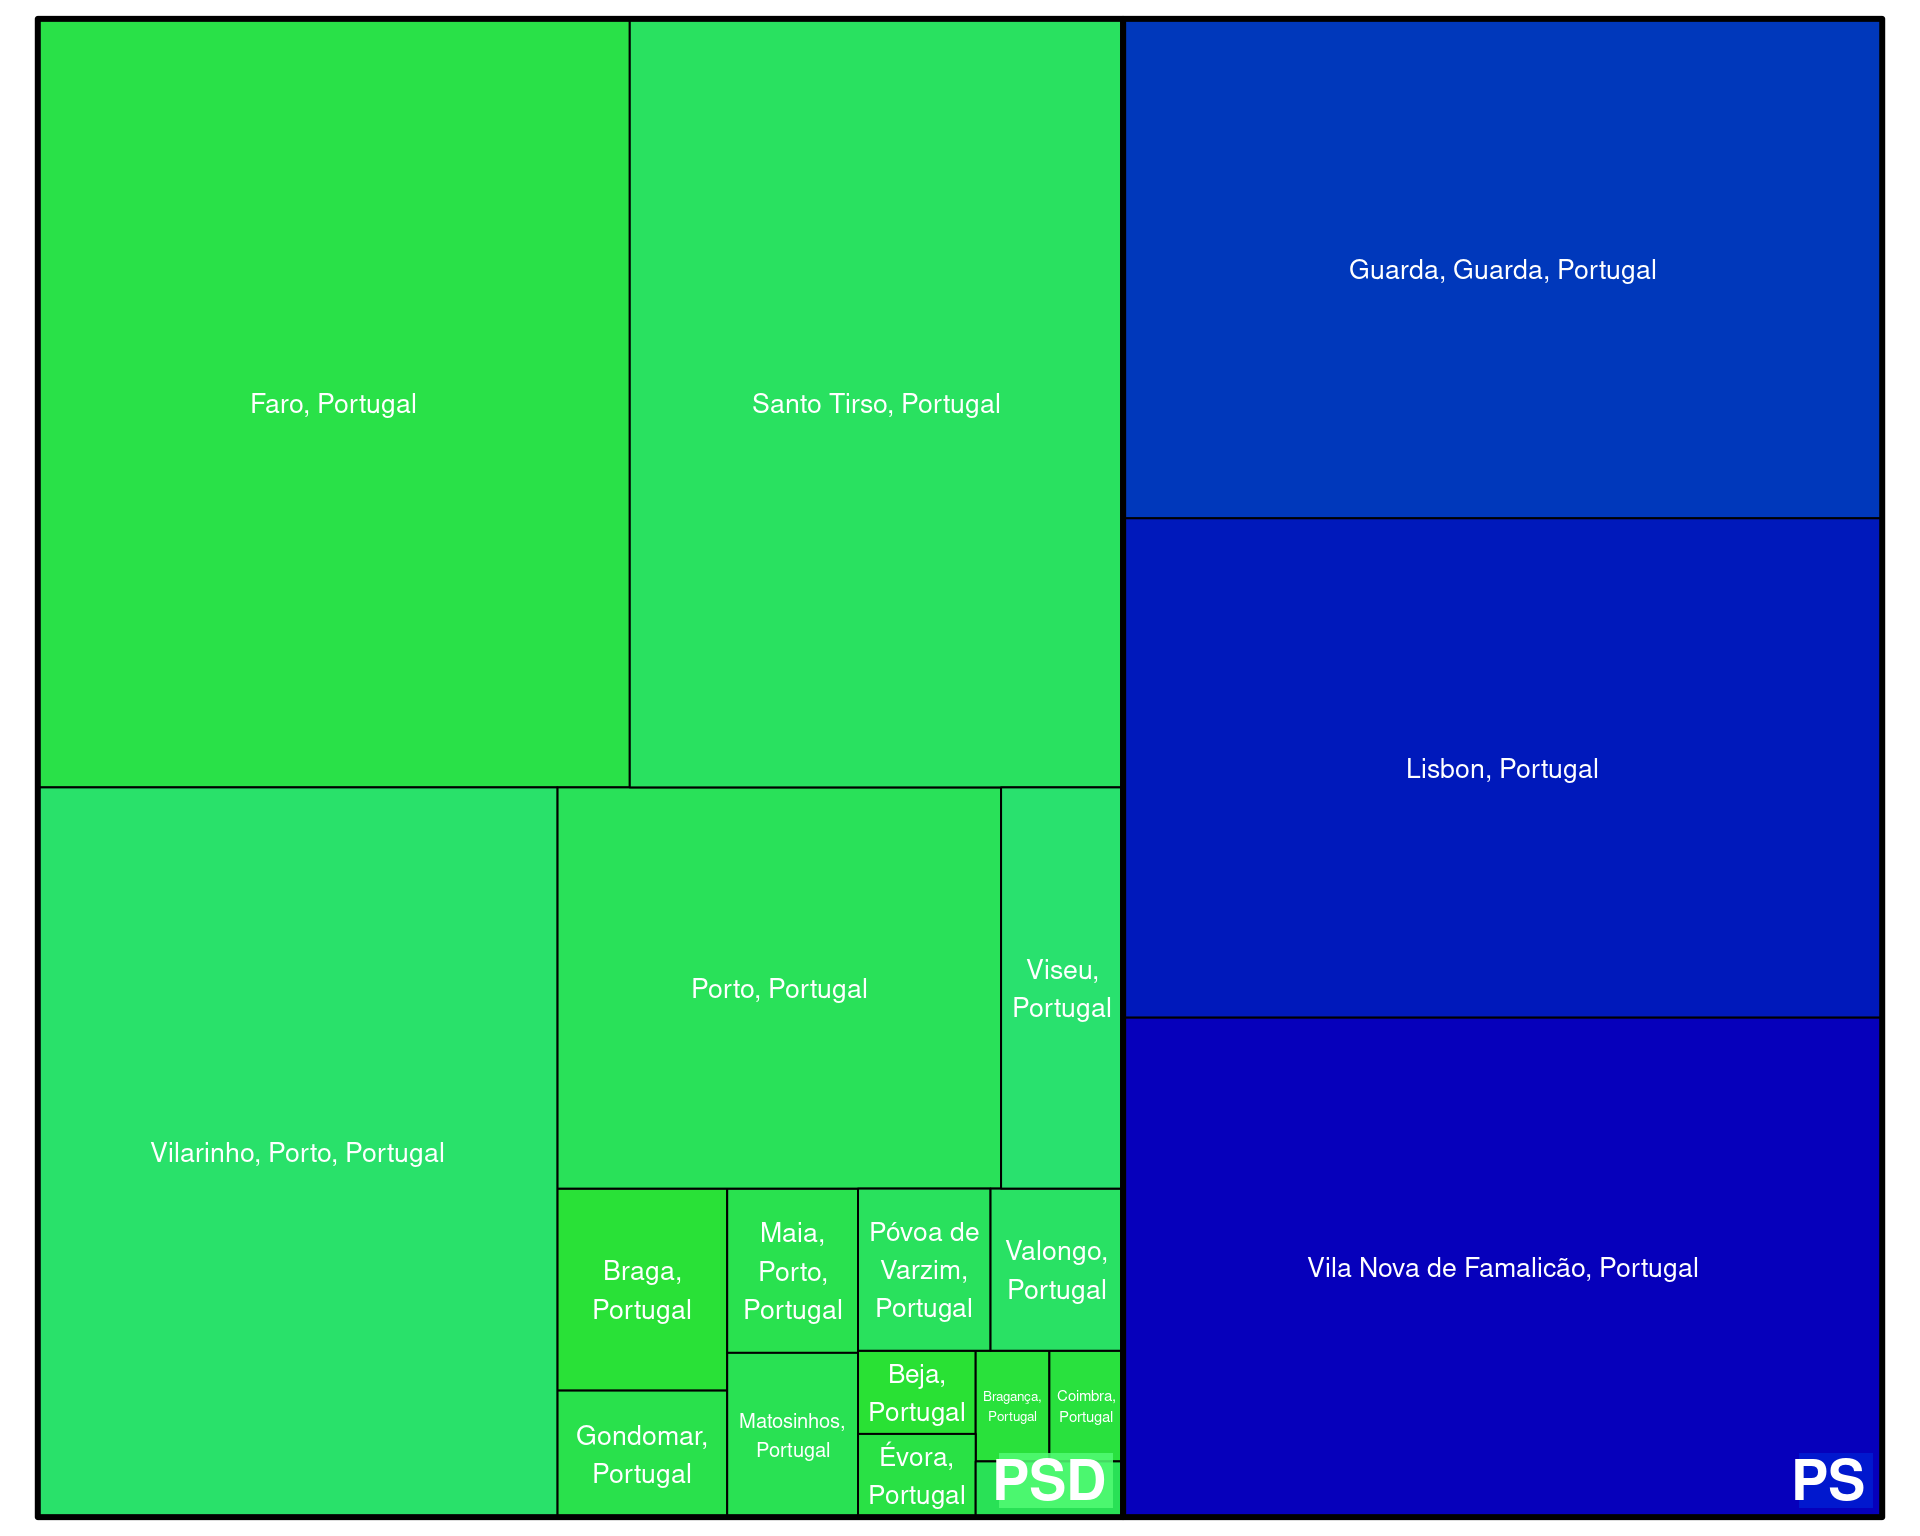 Faro, Portugal
Santo Tirso, Portugal
Guarda, Guarda, Portugal
Lisbon, Portugal
Vila Nova de Famalicão, Portugal
Vilarinho, Porto, Portugal
Porto, Portugal
Viseu,
Portugal
Braga,
Portugal
Maia,
Porto,
Portugal
Póvoa de
Varzim,
Portugal
Valongo,
Portugal
Gondomar,
Portugal
Matosinhos,
Portugal
Beja,
Portugal
Bragança,
Portugal
Coimbra,
Portugal
Évora,
Portugal
PSD
PS